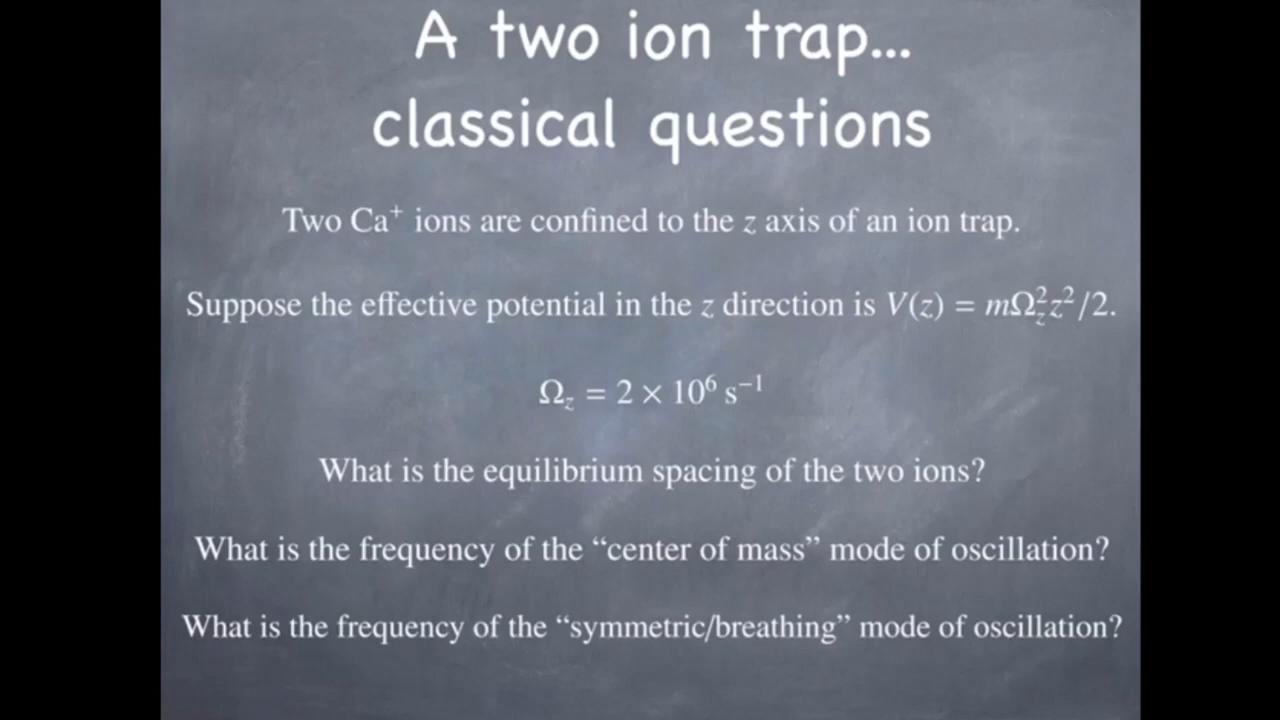 A two ion trap...
classical questions
Two Ca⁺ ions are confined to the z axis of an ion trap.
Suppose the effective potential in the z direction is V(z) = mΩ_z²z²/2.
Ω_z = 2 × 10⁶ s⁻¹
What is the equilibrium spacing of the two ions?
What is the frequency of the “center of mass” mode of oscillation?
What is the frequency of the “symmetric/breathing” mode of oscillation?